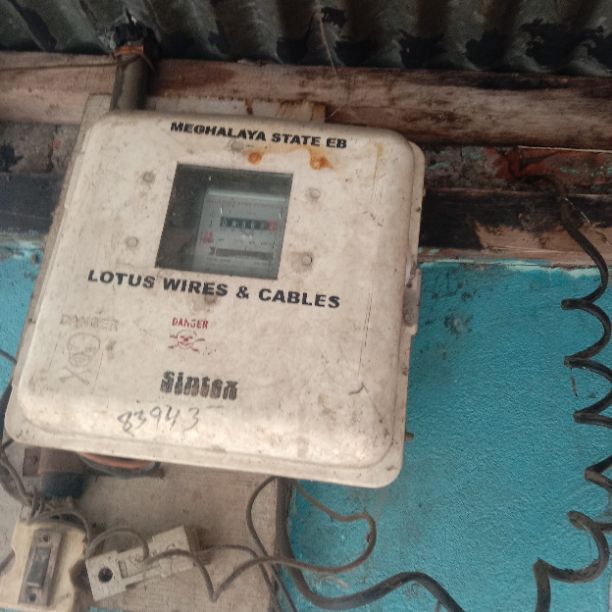 MEGHALAYA STATE EB
LOTUS WIRES & CABLES
DANGER
DANGER
Sintex
83943